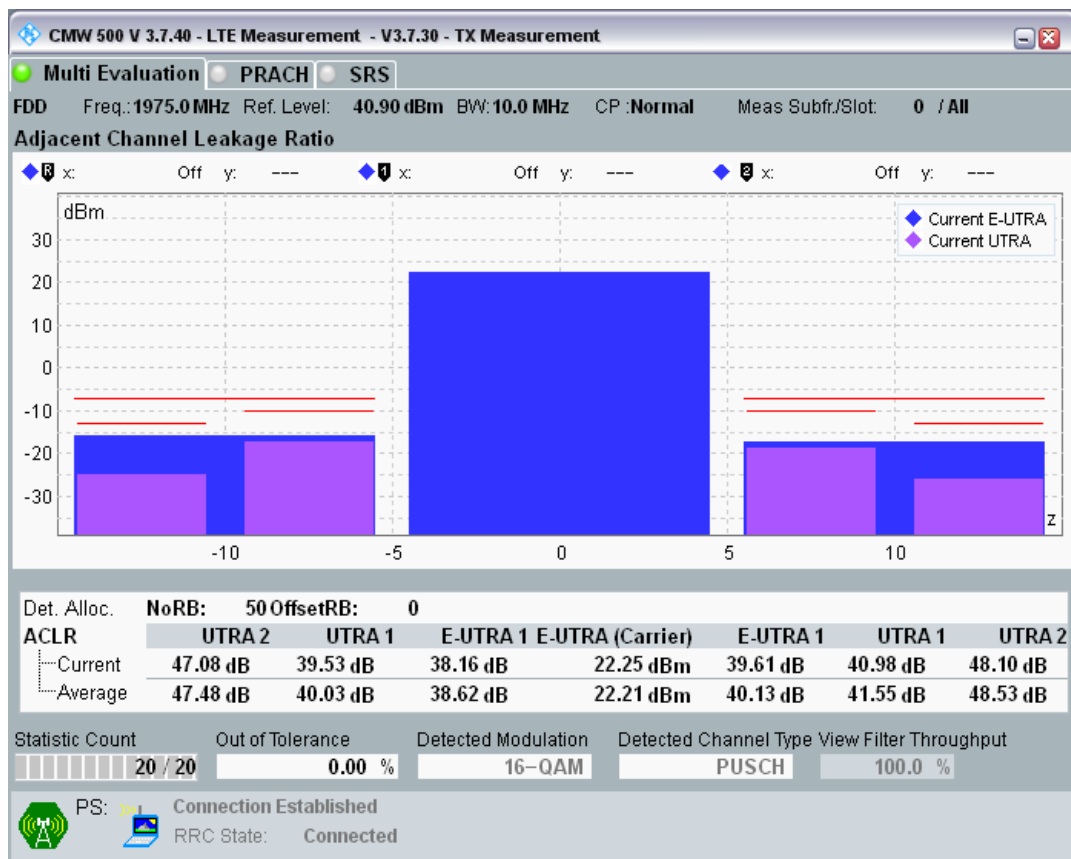 CMW 500 V 3.7.40 - LTE Measurement - V3.7.30 - TX Measurement
Multi Evaluation PRACH SRS
FDD Freq.:1975.0 MHz Ref. Level: 40.90 dBm BW:10.0 MHz CP :Normal Meas Subfr./Slot: 0 / All
Adjacent Channel Leakage Ratio
R x: Off y: --- 1 x: Off y: --- 2 x: Off y: ---
dBm
Current E-UTRA
Current UTRA
30
20
10
0
-10
-20
-30
z
-10 -5 0 5 10
Det. Alloc. NoRB: 50 OffsetRB: 0
ACLR UTRA 2 UTRA 1 E-UTRA 1 E-UTRA (Carrier) E-UTRA 1 UTRA 1 UTRA 2
Current 47.08 dB 39.53 dB 38.16 dB 22.25 dBm 39.61 dB 40.98 dB 48.10 dB
Average 47.48 dB 40.03 dB 38.62 dB 22.21 dBm 40.13 dB 41.55 dB 48.53 dB
Statistic Count Out of Tolerance Detected Modulation Detected Channel Type View Filter Throughput
20 / 20 0.00 % 16-QAM PUSCH 100.0 %
PS: Connection Established
RRC State: Connected